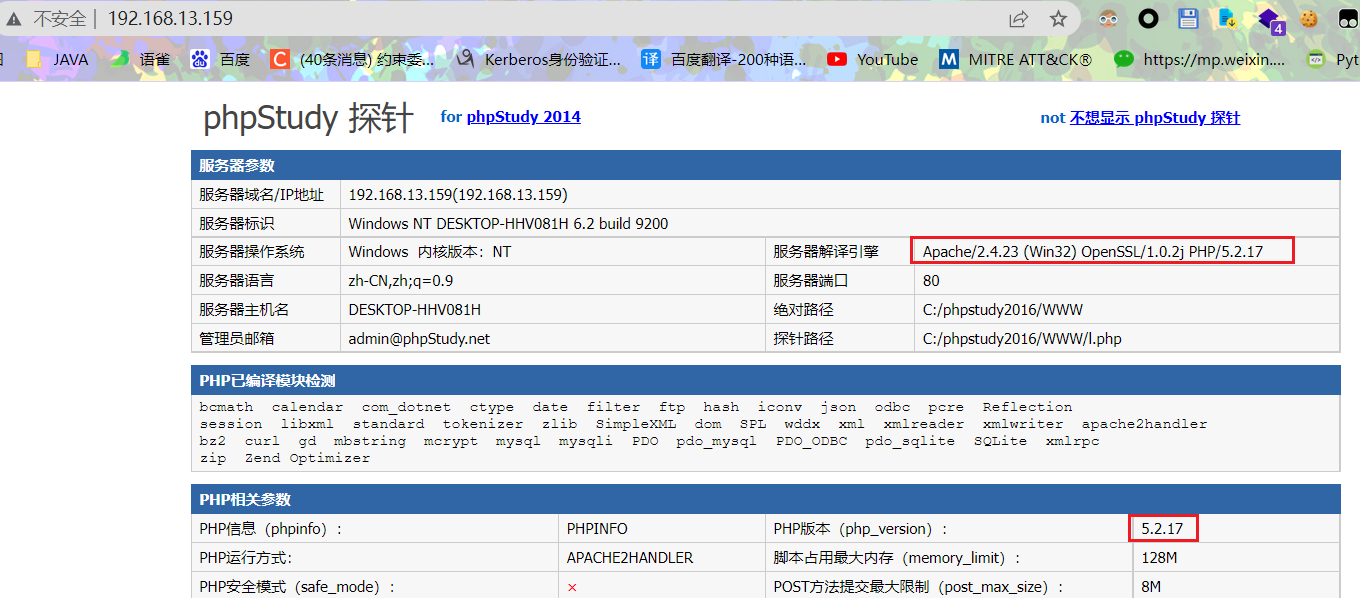 不安全 | 192.168.13.159
4
JAVA 语雀 百度 C (40条消息) 约束委... Kerberos身份验证... 译 百度翻译-200种语... YouTube M MITRE ATT&CK® https://mp.weixin.... Pyt
phpStudy 探针 for phpStudy 2014 not 不想显示 phpStudy 探针
服务器参数
服务器域名/IP地址 192.168.13.159(192.168.13.159)
服务器标识 Windows NT DESKTOP-HHV081H 6.2 build 9200
服务器操作系统 Windows 内核版本：NT 服务器解译引擎 Apache/2.4.23 (Win32) OpenSSL/1.0.2j PHP/5.2.17
服务器语言 zh-CN,zh;q=0.9 服务器端口 80
服务器主机名 DESKTOP-HHV081H 绝对路径 C:/phpstudy2016/WWW
管理员邮箱 admin@phpStudy.net 探针路径 C:/phpstudy2016/WWW/l.php
PHP已编译模块检测
bcmath calendar com_dotnet ctype date filter ftp hash iconv json odbc pcre Reflection
session libxml standard tokenizer zlib SimpleXML dom SPL wddx xml xmlreader xmlwriter apache2handler
bz2 curl gd mbstring mcrypt mysql mysqli PDO pdo_mysql PDO_ODBC pdo_sqlite SQLite xmlrpc
zip Zend Optimizer
PHP相关参数
PHP信息（phpinfo）: PHPINFO PHP版本（php_version）: 5.2.17
PHP运行方式: APACHE2HANDLER 脚本占用最大内存（memory_limit）: 128M
PHP安全模式（safe_mode）: × POST方法提交最大限制（post_max_size）: 8M